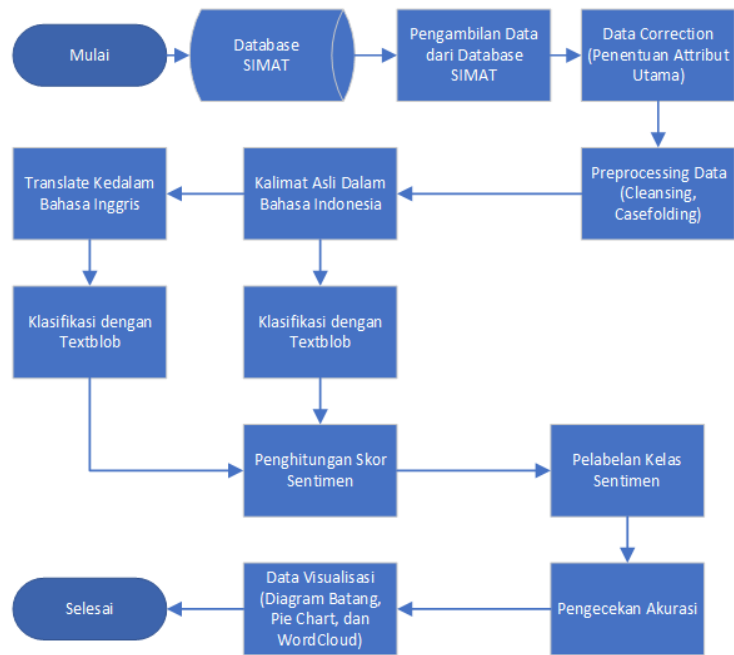 Mulai
Database
SIMAT
Pengambilan Data
dari Database
SIMAT
Data Correction
(Penentuan Attribut
Utama)
Translate Kedalam
Bahasa Inggris
Kalimat Asli Dalam
Bahasa Indonesia
Preprocessing Data
(Cleansing,
Casefolding)
Klasifikasi dengan
Textblob
Klasifikasi dengan
Textblob
Penghitungan Skor
Sentimen
Pelabelan Kelas
Sentimen
Selesai
Data Visualisasi
(Diagram Batang,
Pie Chart, dan
WordCloud)
Pengecekan Akurasi